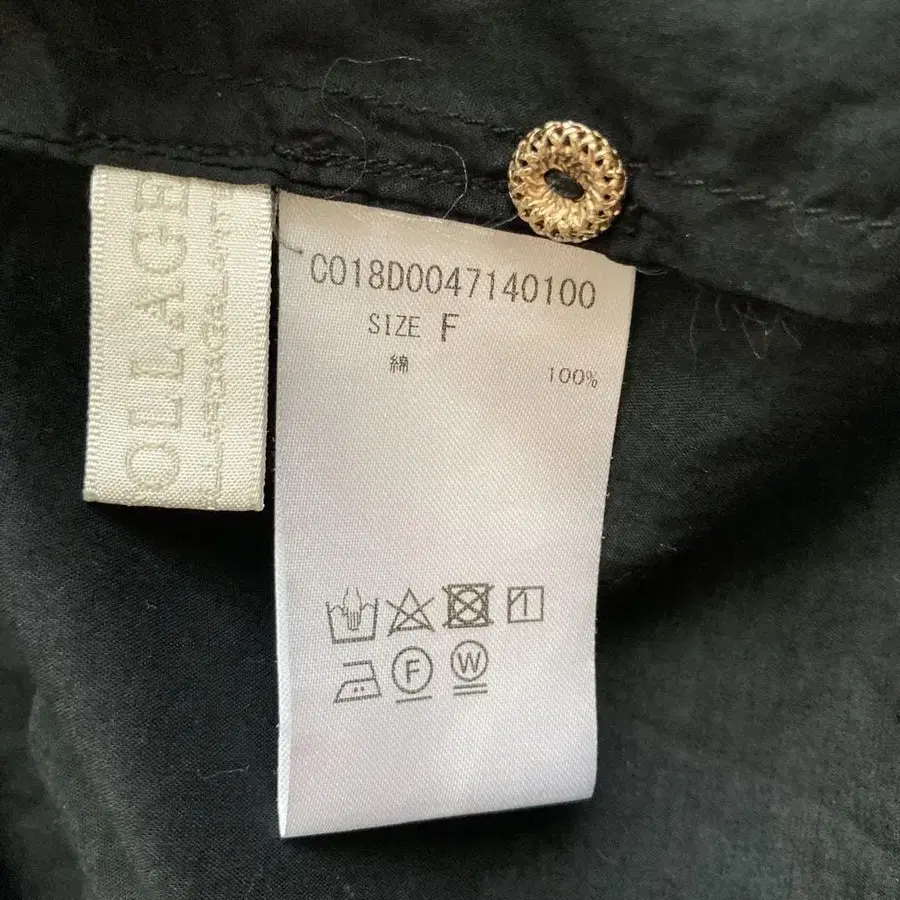 OLLAGE
C018D0047140100
SIZE F
綿 100%
F
W